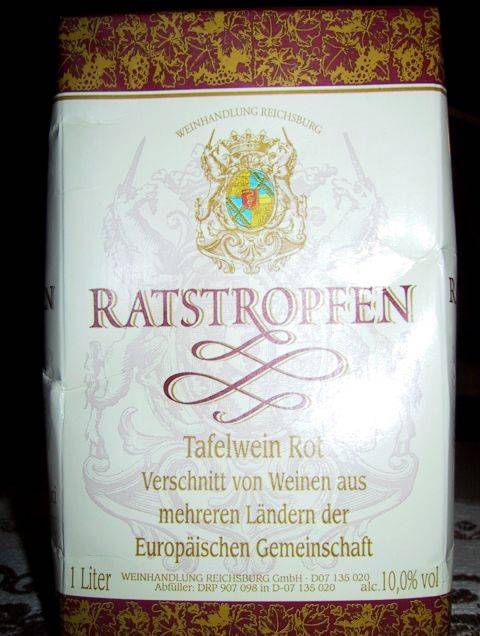 WEINHANDLUNG REICHSBURG
RATSTROPFEN
Tafelwein Rot
Verschnitt von Weinen aus
mehreren Ländern der
Europäischen Gemeinschaft
1 Liter
WEINHANDLUNG REICHSBURG GmbH · D07 135 020
Abfüller: DRP 907 098 in D-07 135 020
alc.10,0% vol